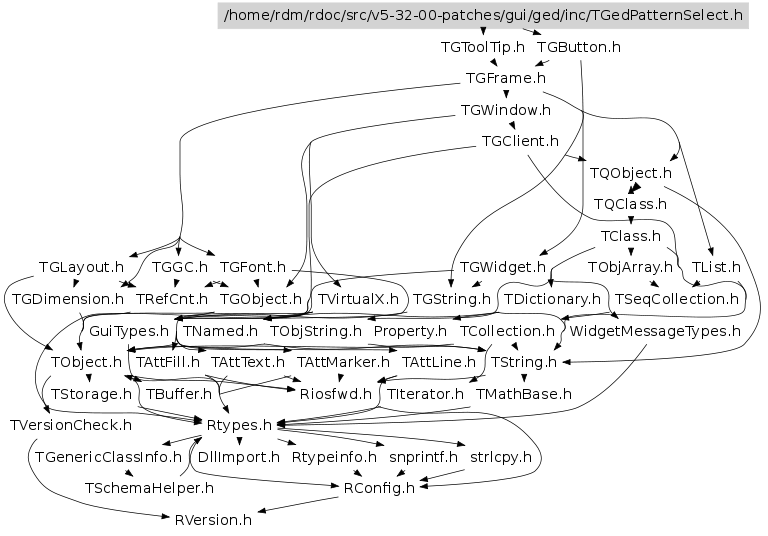 /home/rdm/rdoc/src/v5-32-00-patches/gui/ged/inc/TGedPatternSelect.h
TGToolTip.h TGButton.h
TGFrame.h
TGWindow.h
TGClient.h
TQObject.h
TQClass.h
TClass.h
TGLayout.h TGGC.h TGFont.h TGWidget.h TObjArray.h TList.h
TGDimension.h TRefCnt.h TGObject.h TVirtualX.h TGString.h TDictionary.h TSeqCollection.h
GuiTypes.h TNamed.h TObjString.h Property.h TCollection.h WidgetMessageTypes.h
TObject.h TAttFill.h TAttText.h TAttMarker.h TAttLine.h TString.h
TStorage.h TBuffer.h Riosfwd.h TIterator.h TMathBase.h
TVersionCheck.h Rtypes.h
TGenericClassInfo.h DllImport.h Rtypeinfo.h snprintf.h strlcpy.h
TSchemaHelper.h RConfig.h
RVersion.h